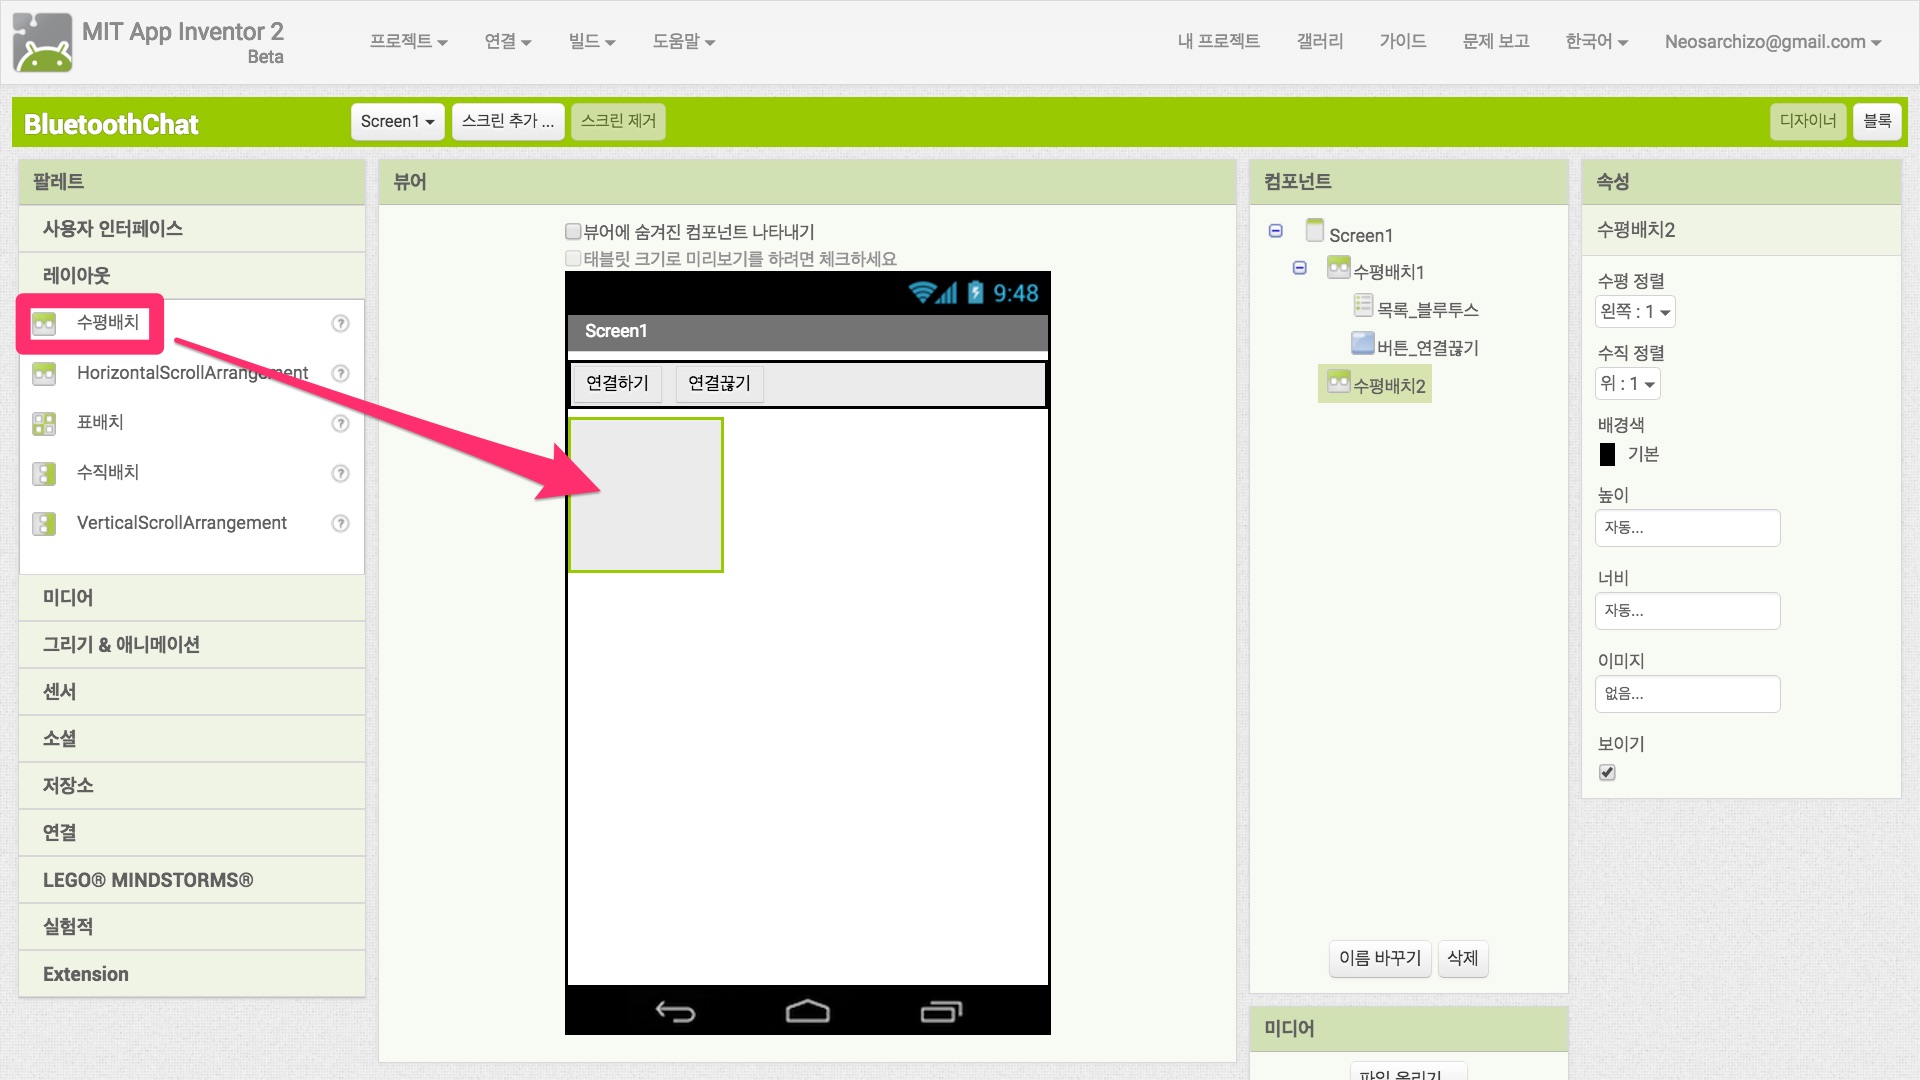 MIT App Inventor 2
Beta
프로젝트 연결 빌드 도움말
내 프로젝트 갤러리 가이드 문제 보고 한국어 Neosarchizo@gmail.com
BluetoothChat
Screen1 스크린 추가 ... 스크린 제거
디자이너 블록
팔레트
사용자 인터페이스
레이아웃
수평배치
HorizontalScrollArrangement
표배치
수직배치
VerticalScrollArrangement
미디어
그리기 & 애니메이션
센서
소셜
저장소
연결
LEGO® MINDSTORMS®
실험적
Extension
뷰어
뷰어에 숨겨진 컴포넌트 나타내기
태블릿 크기로 미리보기를 하려면 체크하세요
9:48
Screen1
연결하기 연결끊기
컴포넌트
Screen1
수평배치1
목록_블루투스
버튼_연결끊기
수평배치2
이름 바꾸기 삭제
미디어
파일 올리기 ...
속성
수평배치2
수평 정렬
왼쪽 : 1
수직 정렬
위 : 1
배경색
기본
높이
자동...
너비
자동...
이미지
없음...
보이기